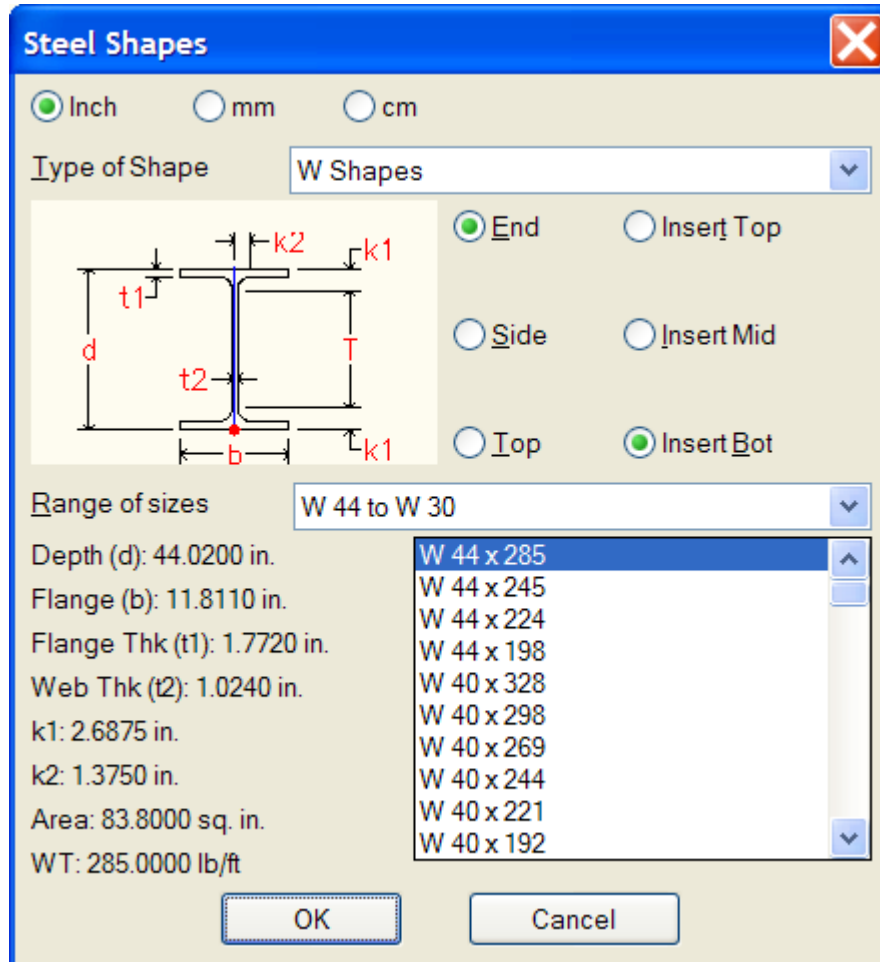 Steel Shapes
Inch mm cm
Type of Shape W Shapes
k2
k1
t1
d
T
t2
b
k1
End Insert Top
Side Insert Mid
Top Insert Bot
Range of sizes W 44 to W 30
Depth (d): 44.0200 in.
Flange (b): 11.8110 in.
Flange Thk (t1): 1.7720 in.
Web Thk (t2): 1.0240 in.
k1: 2.6875 in.
k2: 1.3750 in.
Area: 83.8000 sq. in.
WT: 285.0000 lb/ft
W 44 x 285
W 44 x 245
W 44 x 224
W 44 x 198
W 40 x 328
W 40 x 298
W 40 x 269
W 40 x 244
W 40 x 221
W 40 x 192
OK Cancel